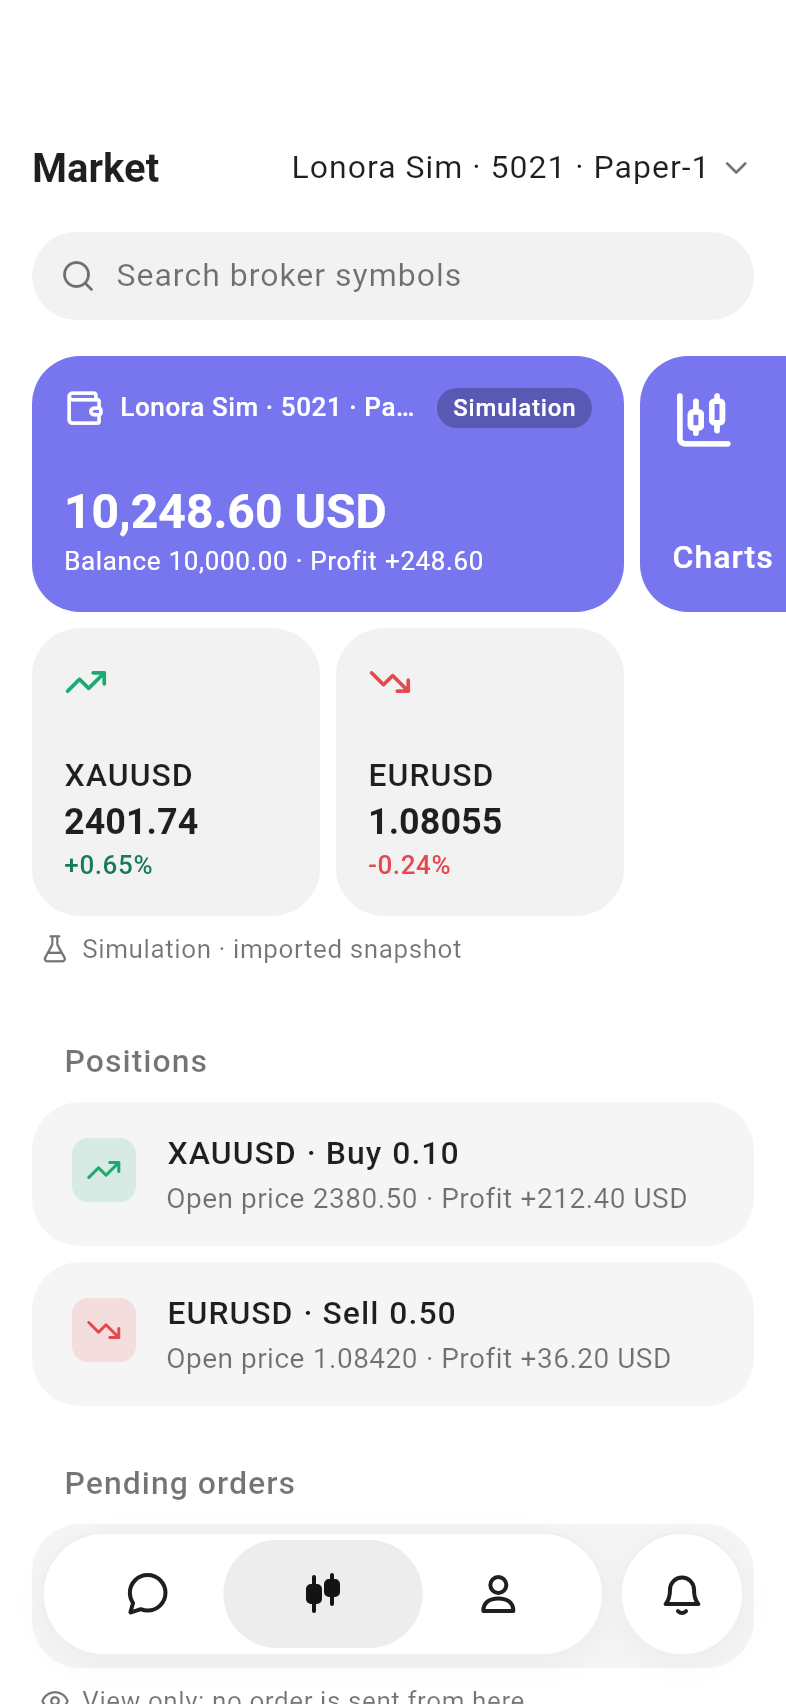 Market
Lonora Sim · 5021 · Paper-1
Search broker symbols
Lonora Sim · 5021 · Pa…
Simulation
10,248.60 USD
Balance 10,000.00 · Profit +248.60
Charts
XAUUSD
2401.74
+0.65%
EURUSD
1.08055
-0.24%
Simulation · imported snapshot
Positions
XAUUSD · Buy 0.10
Open price 2380.50 · Profit +212.40 USD
EURUSD · Sell 0.50
Open price 1.08420 · Profit +36.20 USD
Pending orders
View only: no order is sent from here